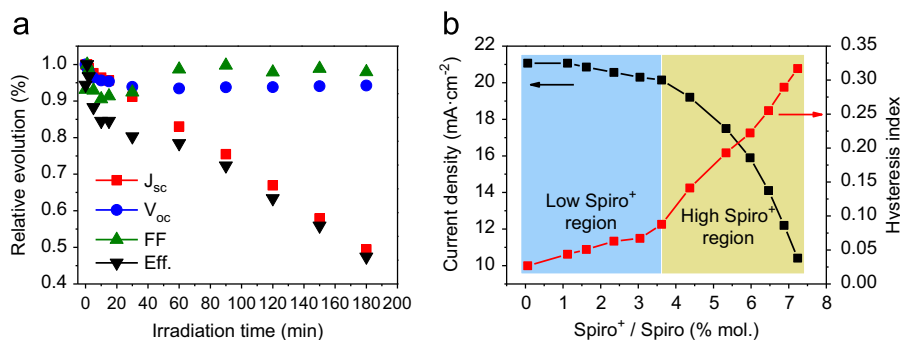 a
Relative evolution (%)
1.0
0.9
0.8
0.7
0.6
0.5
0.4
Jsc
Voc
FF
Eff.
0 20 40 60 80 100 120 140 160 180 200
Irradiation time (min)
b
Current density (mA·cm-2)
22
20
18
16
14
12
10
Low Spiro+
region
High Spiro+
region
0.35
0.30
0.25
0.20
0.15
0.10
0.05
0.00
Hysteresis index
0 1 2 3 4 5 6 7 8
Spiro+ / Spiro (% mol.)